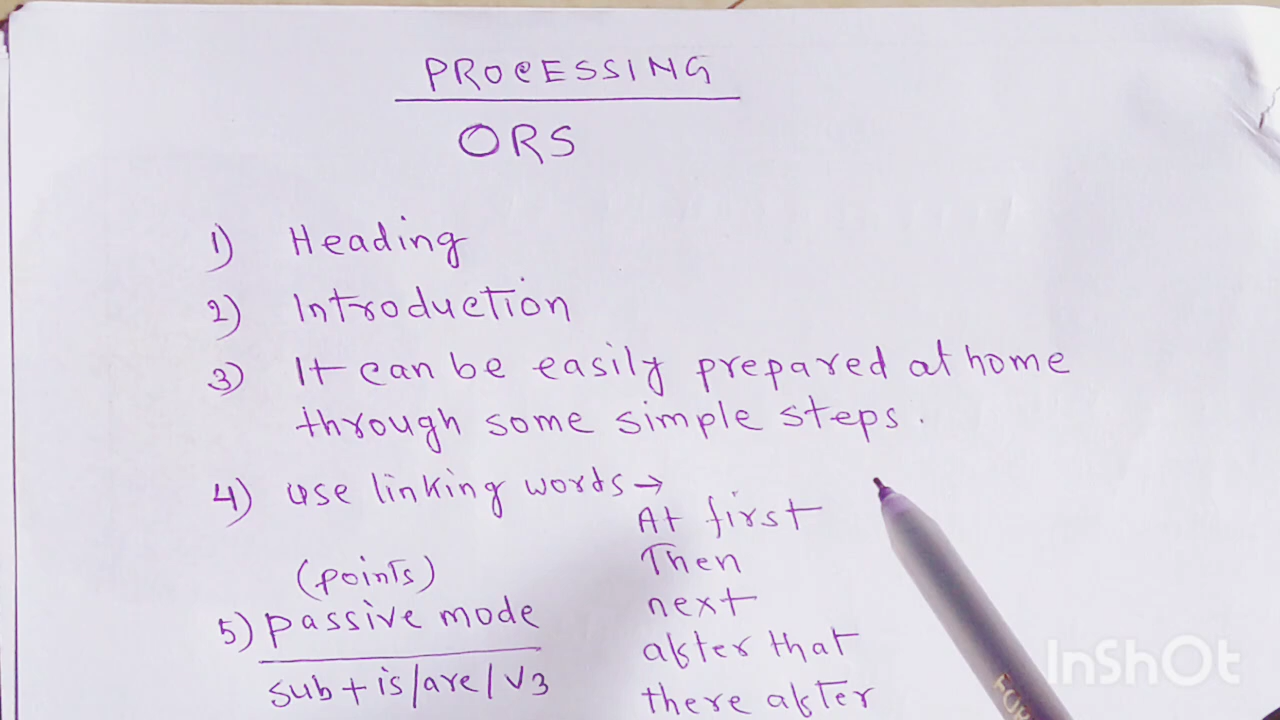 PROCESSING
ORS
1) Heading
2) Introduction
3) It can be easily prepared at home
through some simple steps.
4) use linking words →
At first
Then
next
after that
there after
(points)
5) passive mode
sub + is/are/V3
InShOt
FOR